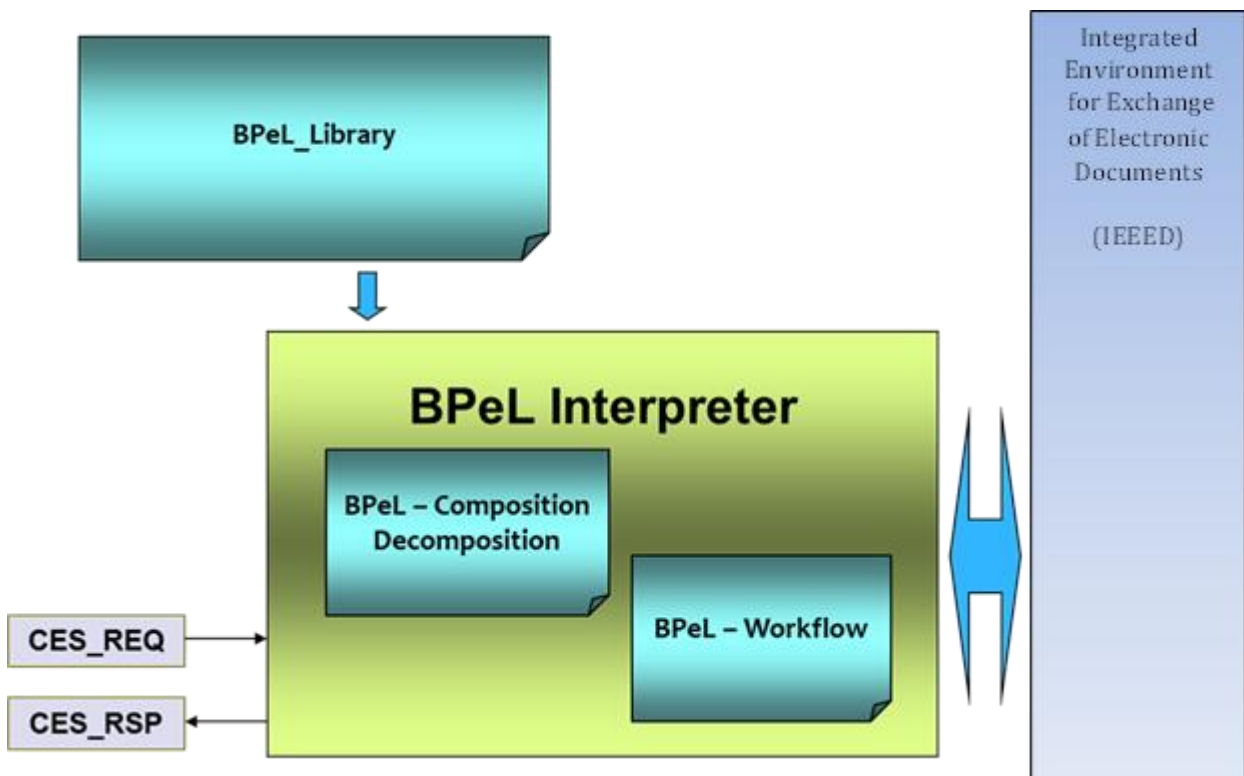 BPeL_Library
Integrated
Environment
for Exchange
of Electronic
Documents
(IEEED)
BPeL Interpreter
BPeL – Composition
Decomposition
BPeL – Workflow
CES_REQ
CES_RSP